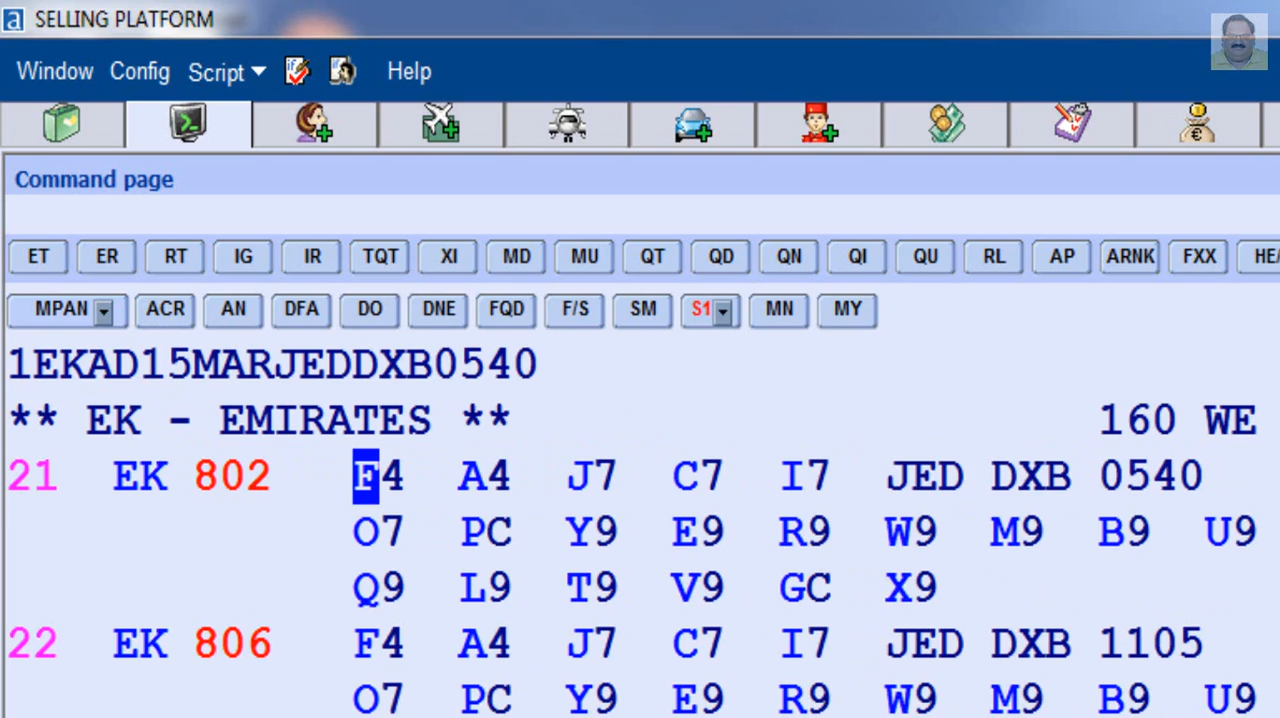 a SELLING PLATFORM
Window Config Script Help
Command page
ET ER RT IG IR TQT XI MD MU QT QD QN QI QU RL AP ARNK FXX
MPAN ACR AN DFA DO DNE FQD F/S SM S1 MN MY
1EKAD15MARJEDDXB0540
** EK - EMIRATES ** 160 WE
21 EK 802 F4 A4 J7 C7 I7 JED DXB 0540
O7 PC Y9 E9 R9 W9 M9 B9 U9
Q9 L9 T9 V9 GC X9
22 EK 806 F4 A4 J7 C7 I7 JED DXB 1105
O7 PC Y9 E9 R9 W9 M9 B9 U9